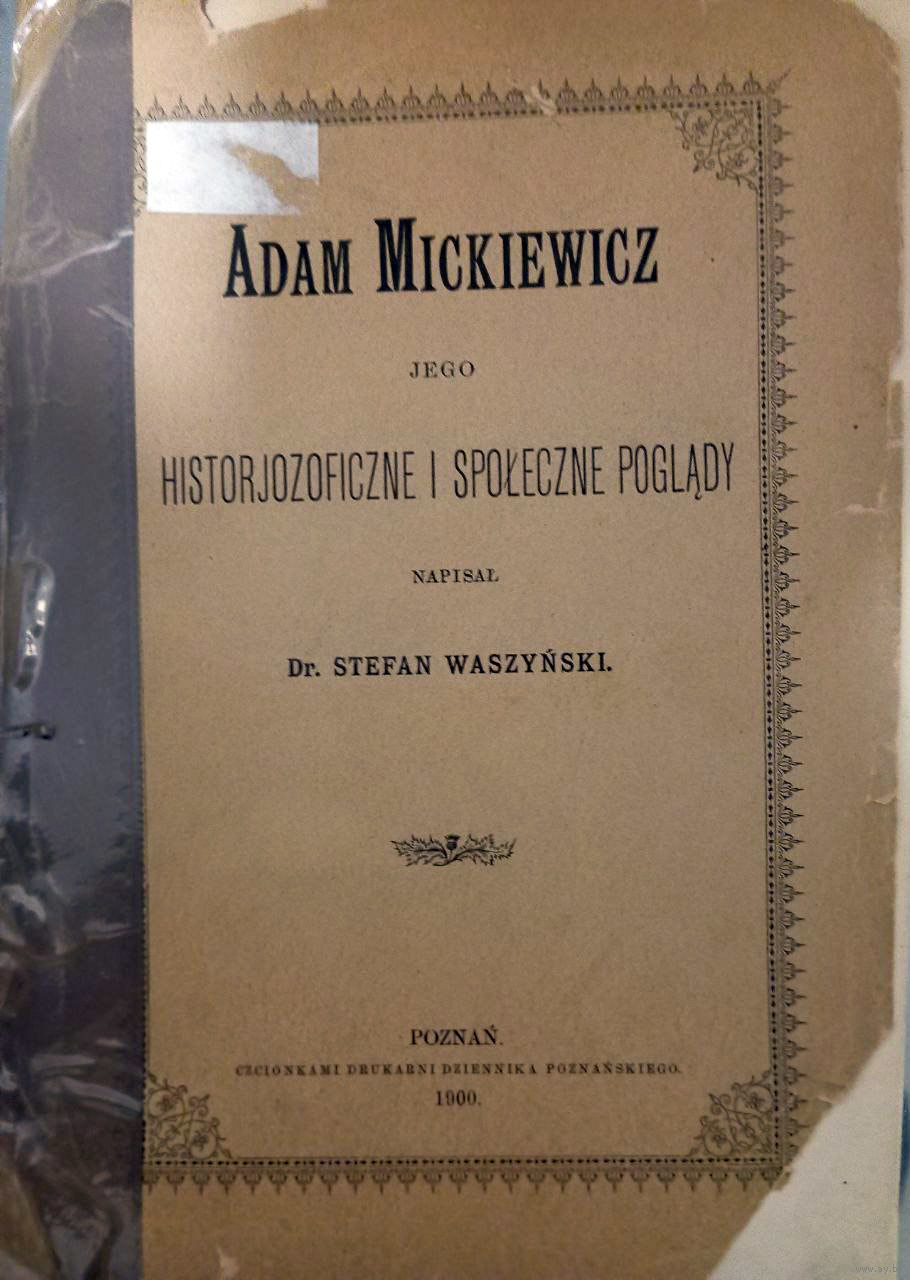 ADAM MICKIEWICZ
JEGO
HISTORJOZOFICZNE I SPOŁECZNE POGLĄDY
NAPISAŁ
Dr. STEFAN WASZYŃSKI.
POZNAŃ.
CZCIONKAMI DRUKARNI DZIENNIKA POZNAŃSKIEGO.
1900.